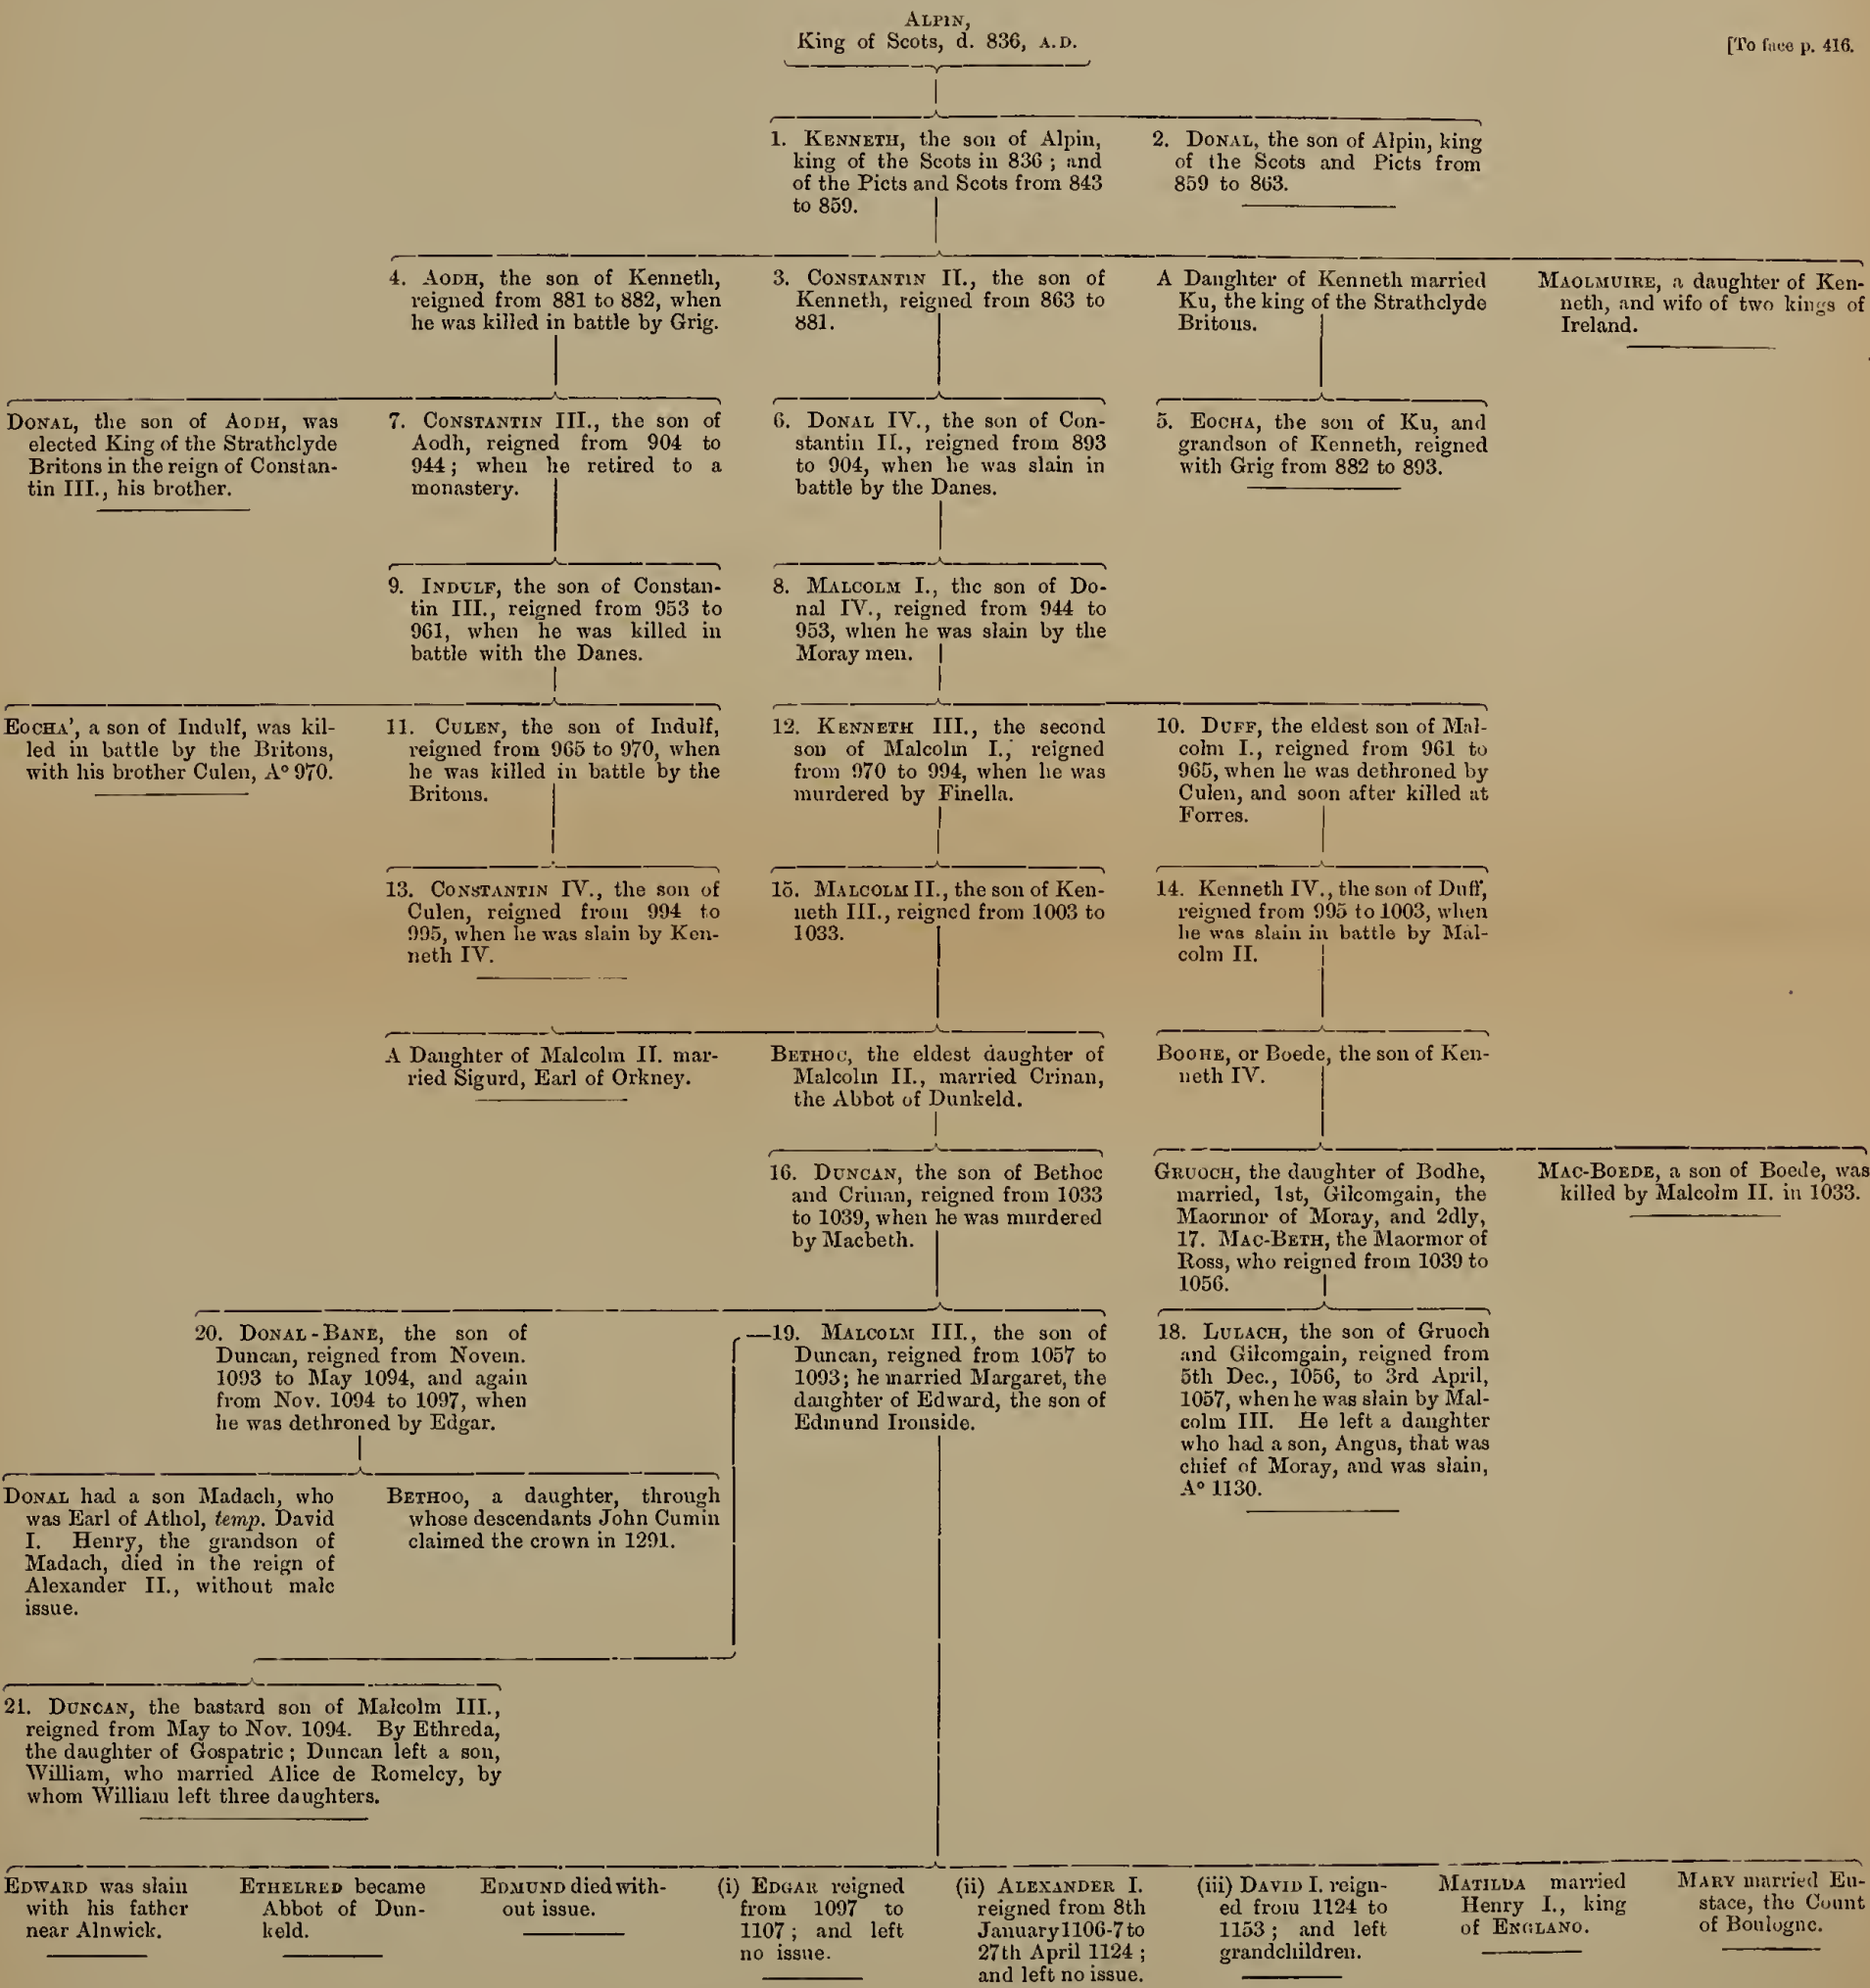 ALPIN,
King of Scots, d. 836, A.D.
[To face p. 416.
1. KENNETH, the son of Alpin,
king of the Scots in 836 ; and
of the Picts and Scots from 843
to 859.
2. DONAL, the son of Alpin, king
of the Scots and Picts from
859 to 863.
4. AODH, the son of Kenneth,
reigned from 881 to 882, when
he was killed in battle by Grig.
3. CONSTANTIN II., the son of
Kenneth, reigned from 863 to
881.
A Daughter of Kenneth married
Ku, the king of the Strathclyde
Britons.
MAOLMUIRE, a daughter of Ken-
neth, and wife of two kings of
Ireland.
DONAL, the son of AODH, was
elected King of the Strathclyde
Britons in the reign of Constan-
tin III., his brother.
7. CONSTANTIN III., the son of
Aodh, reigned from 904 to
944 ; when he retired to a
monastery.
6. DONAL IV., the son of Con-
stantin II., reigned from 893
to 904, when he was slain in
battle by the Danes.
5. EOCHA, the son of Ku, and
grandson of Kenneth, reigned
with Grig from 882 to 893.
9. INDULF, the son of Constan-
tin III., reigned from 953 to
961, when he was killed in
battle with the Danes.
8. MALCOLM I., the son of Do-
nal IV., reigned from 944 to
953, when he was slain by the
Moray men.
EOCHA', a son of Indulf, was kil-
led in battle by the Britons,
with his brother Culen, Aº 970.
11. CULEN, the son of Indulf,
reigned from 965 to 970, when
he was killed in battle by the
Britons.
12. KENNETH III., the second
son of Malcolm I., reigned
from 970 to 994, when he was
murdered by Finella.
10. DUFF, the eldest son of Mal-
colm I., reigned from 961 to
965, when he was dethroned by
Culen, and soon after killed at
Forres.
13. CONSTANTIN IV., the son of
Culen, reigned from 994 to
995, when he was slain by Ken-
neth IV.
15. MALCOLM II., the son of Ken-
neth III., reigned from 1003 to
1033.
14. Kenneth IV., the son of Duff,
reigned from 995 to 1003, when
he was slain in battle by Mal-
colm II.
A Daughter of Malcolm II. mar-
ried Sigurd, Earl of Orkney.
BETHOC, the eldest daughter of
Malcolm II., married Crinan,
the Abbot of Dunkeld.
BOOHE, or Boede, the son of Ken-
neth IV.
16. DUNCAN, the son of Bethoc
and Crinan, reigned from 1033
to 1039, when he was murdered
by Macbeth.
GRUOCH, the daughter of Bodhe,
married, 1st, Gilcomgain, the
Maormor of Moray, and 2dly,
17. MAC-BETH, the Maormor of
Ross, who reigned from 1039 to
1056.
MAC-BOEDE, a son of Boede, was
killed by Malcolm II. in 1033.
20. DONAL-BANE, the son of
Duncan, reigned from Novem.
1093 to May 1094, and again
from Nov. 1094 to 1097, when
he was dethroned by Edgar.
19. MALCOLM III., the son of
Duncan, reigned from 1057 to
1093; he married Margaret, the
daughter of Edward, the son of
Edmund Ironside.
18. LULACH, the son of Gruoch
and Gilcomgain, reigned from
5th Dec., 1056, to 3rd April,
1057, when he was slain by Mal-
colm III. He left a daughter
who had a son, Angus, that was
chief of Moray, and was slain,
Aº 1130.
DONAL had a son Madach, who
was Earl of Athol, temp. David
I. Henry, the grandson of
Madach, died in the reign of
Alexander II., without male
issue.
BETHOO, a daughter, through
whose descendants John Cumin
claimed the crown in 1291.
21. DUNCAN, the bastard son of Malcolm III.,
reigned from May to Nov. 1094. By Ethreda,
the daughter of Gospatric ; Duncan left a son,
William, who married Alice de Romelcy, by
whom William left three daughters.
EDWARD was slain
with his father
near Alnwick.
ETHELRED became
Abbot of Dun-
keld.
EDMUND died with-
out issue.
(i) EDGAR reigned
from 1097 to
1107 ; and left
no issue.
(ii) ALEXANDER I.
reigned from 8th
January 1106-7 to
27th April 1124 ;
and left no issue.
(iii) DAVID I. reign-
ed from 1124 to
1153 ; and left
grandchildren.
MATILDA married
Henry I., king
of ENGLAND.
MARY married Eu-
stace, the Count
of Boulogne.